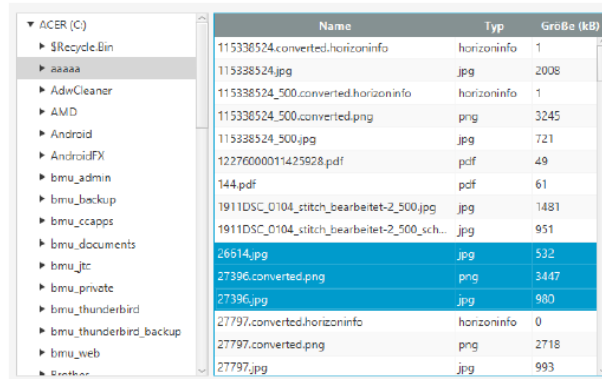 ACER (C:)
$Recycle.Bin
aaaaa
AdwCleaner
AMD
Android
AndroidFX
bmu_admin
bmu_backup
bmu_ccapps
bmu_documents
bmu_jtc
bmu_private
bmu_thunderbird
bmu_thunderbird_backup
bmu_web
Brother
Name Typ Größe (kB)
115338524.converted.horizoninfo horizoninfo 1
115338524.jpg jpg 2008
115338524_500.converted.horizoninfo horizoninfo 1
115338524_500.converted.png png 3245
115338524_500.jpg jpg 721
12276000011425928.pdf pdf 49
144.pdf pdf 61
1911DSC_0104_stitch_bearbeitet-2_500.jpg jpg 1481
1911DSC_0104_stitch_bearbeitet-2_500_sch... jpg 951
26614.jpg jpg 532
27396.converted.png png 3447
27396.jpg jpg 980
27797.converted.horizoninfo horizoninfo 0
27797.converted.png png 2718
27797.jpg jpg 993